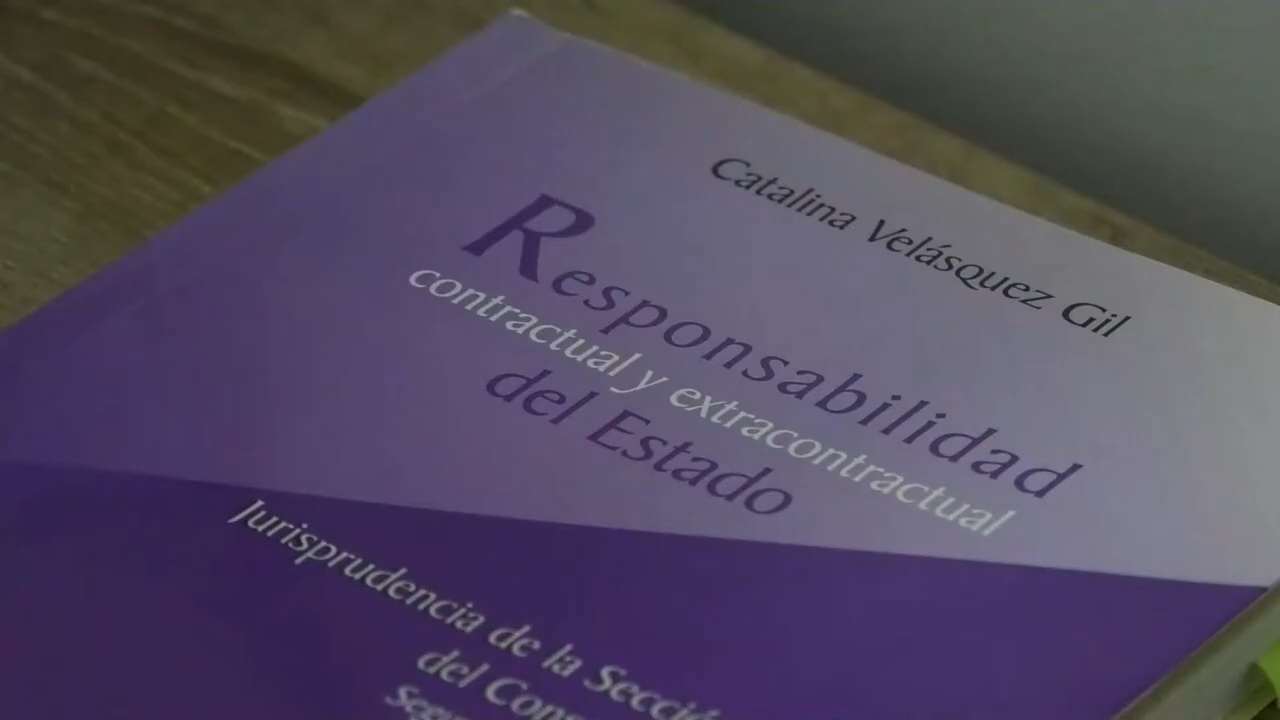 Catalina Velásquez Gil
Responsabilidad
contractual y extracontractual
del Estado
Jurisprudencia de la
del